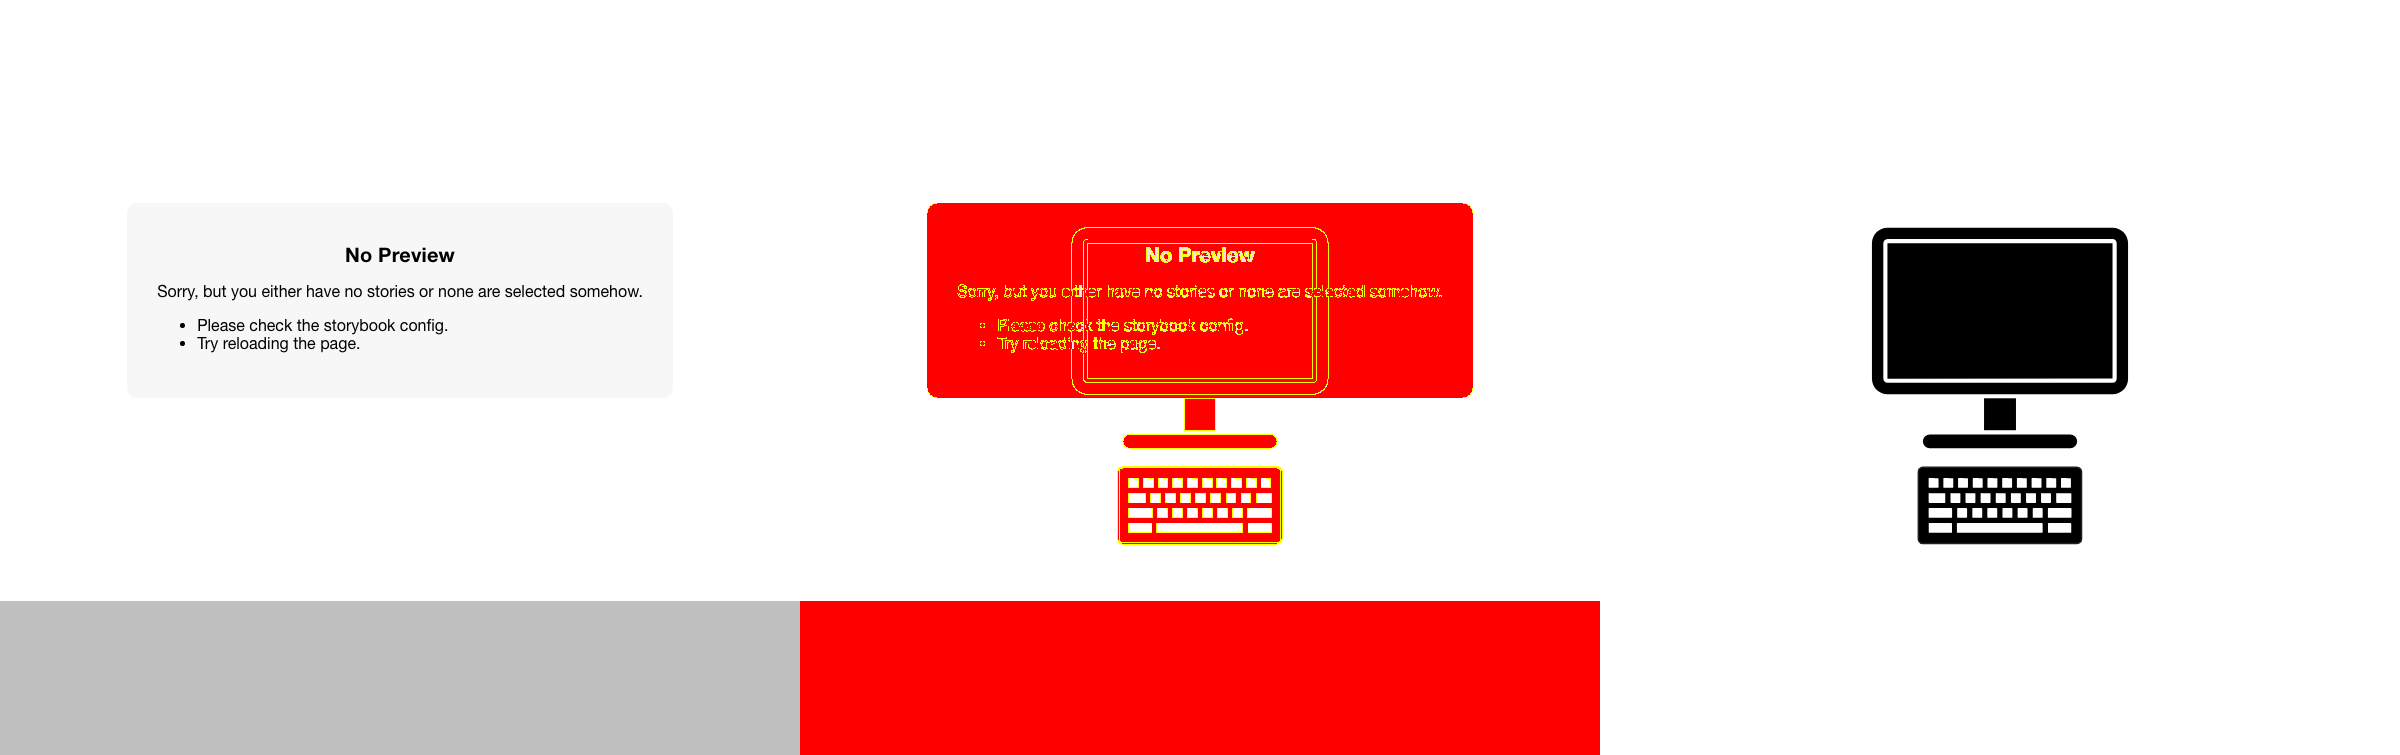 No Preview
Sorry, but you either have no stories or none are selected somehow.
Please check the storybook config.
Try reloading the page.
No Preview
Sorry, but you either have no stories or none are selected somehow.
Please check the storybook config.
Try reloading the page.